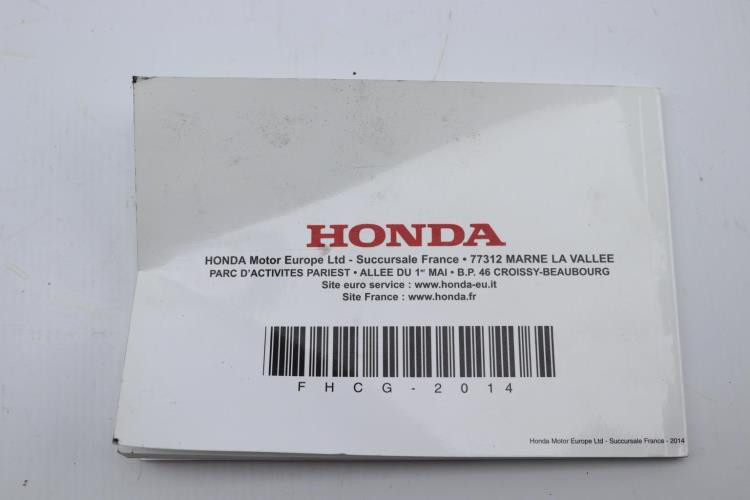 HONDA
HONDA Motor Europe Ltd - Succursale France • 77312 MARNE LA VALLEE
PARC D'ACTIVITES PARIEST • ALLEE DU 1er MAI • B.P. 46 CROISSY-BEAUBOURG
Site euro service : www.honda-eu.it
Site France : www.honda.fr
FHCG-2014
Honda Motor Europe Ltd - Succursale France - 2014